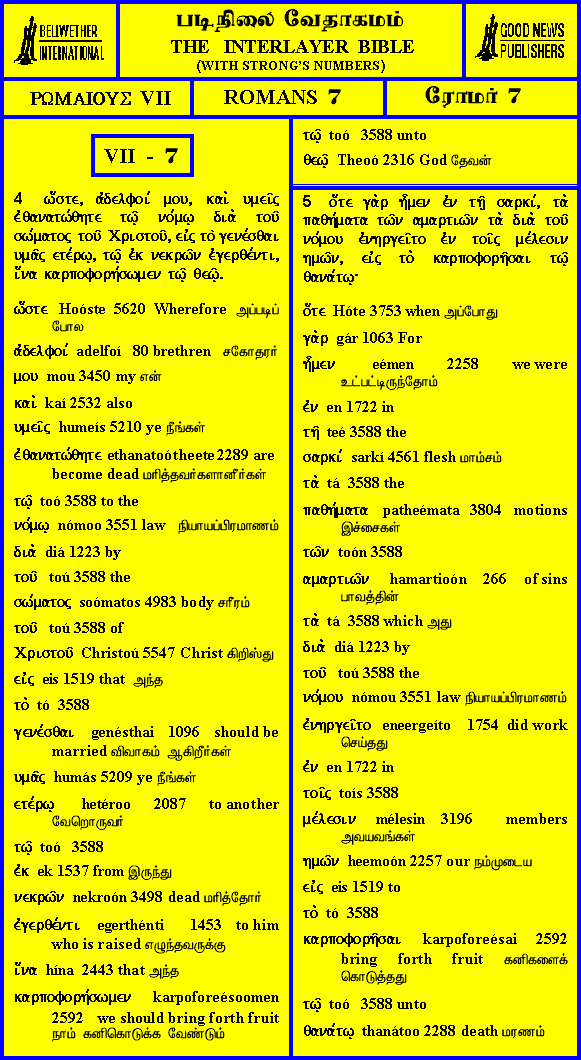 BELLWETHER
INTERNATIONAL
படிநிலை வேதாகமம்
THE INTERLAYER BIBLE
(WITH STRONG'S NUMBERS)
GOOD NEWS
PUBLISHERS
ΡΩΜΑΙΟΥΣ VII
ROMANS 7
ரோமர் 7
VII - 7
4 ὥστε, ἀδελφοί μου, καὶ υμεῖς
ἐθανατώθητε τῷ νόμῳ διὰ τοῦ
σώματος τοῦ Χριστοῦ, εἰς τὸ γενέσθαι
υμᾶς ετέρῳ, τῷ ἐκ νεκρῶν ἐγερθέντι,
ἵνα καρποφορήσωμεν τῷ θεῷ.
ὥστε Hoóste 5620 Wherefore அப்படிப்
போல
ἀδελφοί adelfoí 80 brethren சகோதரர்
μου mou 3450 my என்
καὶ kaí 2532 also
υμεῖς humeís 5210 ye நீங்கள்
ἐθανατώθητε ethanatoótheete 2289 are
become dead மரித்தவர்களானீர்கள்
τῷ toó 3588 to the
νόμῳ nómoo 3551 law நியாயப்பிரமாணம்
διὰ diá 1223 by
τοῦ toú 3588 the
σώματος soómatos 4983 body சரீரம்
τοῦ toú 3588 of
Χριστοῦ Christoú 5547 Christ கிறிஸ்து
εἰς eis 1519 that அந்த
τὸ tó 3588
γενέσθαι genésthai 1096 should be
married விவாகம் ஆகிறீர்கள்
υμᾶς humás 5209 ye நீங்கள்
ετέρῳ hetéroo 2087 to another
வேறொருவர்
τῷ toó 3588
ἐκ ek 1537 from இருந்து
νεκρῶν nekroón 3498 dead மரித்தோர்
ἐγερθέντι egerthénti 1453 to him
who is raised எழுந்தவருக்கு
ἵνα hína 2443 that அந்த
καρποφορήσωμεν karpoforeésoomen
2592 we should bring forth fruit
நாம் கனிகொடுக்க வேண்டும்
τῷ toó 3588 unto
θεῷ Theoó 2316 God தேவன்
5 ὅτε γὰρ ἦμεν ἐν τῇ σαρκί, τὰ
παθήματα τῶν αμαρτιῶν τὰ διὰ τοῦ
νόμου ἐνηργεῖτο ἐν τοῖς μέλεσιν
ημῶν, εἰς τὸ καρποφορῆσαι τῷ
θανάτῳ·
ὅτε Hóte 3753 when அப்போது
γὰρ gár 1063 For
ἦμεν eémen 2258 we were
உட்பட்டிருந்தோம்
ἐν en 1722 in
τῇ teé 3588 the
σαρκί sarkí 4561 flesh மாம்சம்
τὰ tá 3588 the
παθήματα patheémata 3804 motions
இச்சைகள்
τῶν toón 3588
αμαρτιῶν hamartioón 266 of sins
பாவத்தின்
τὰ tá 3588 which அது
διὰ diá 1223 by
τοῦ toú 3588 the
νόμου nómou 3551 law நியாயப்பிரமாணம்
ἐνηργεῖτο eneergeíto 1754 did work
செய்தது
ἐν en 1722 in
τοῖς toís 3588
μέλεσιν mélesin 3196 members
அவயவங்கள்
ημῶν heemoón 2257 our நம்முடைய
εἰς eis 1519 to
τὸ tó 3588
καρποφορῆσαι karpoforeésai 2592
bring forth fruit கனிகளைக்
கொடுத்தது
τῷ toó 3588 unto
θανάτῳ thanátoo 2288 death மரணம்